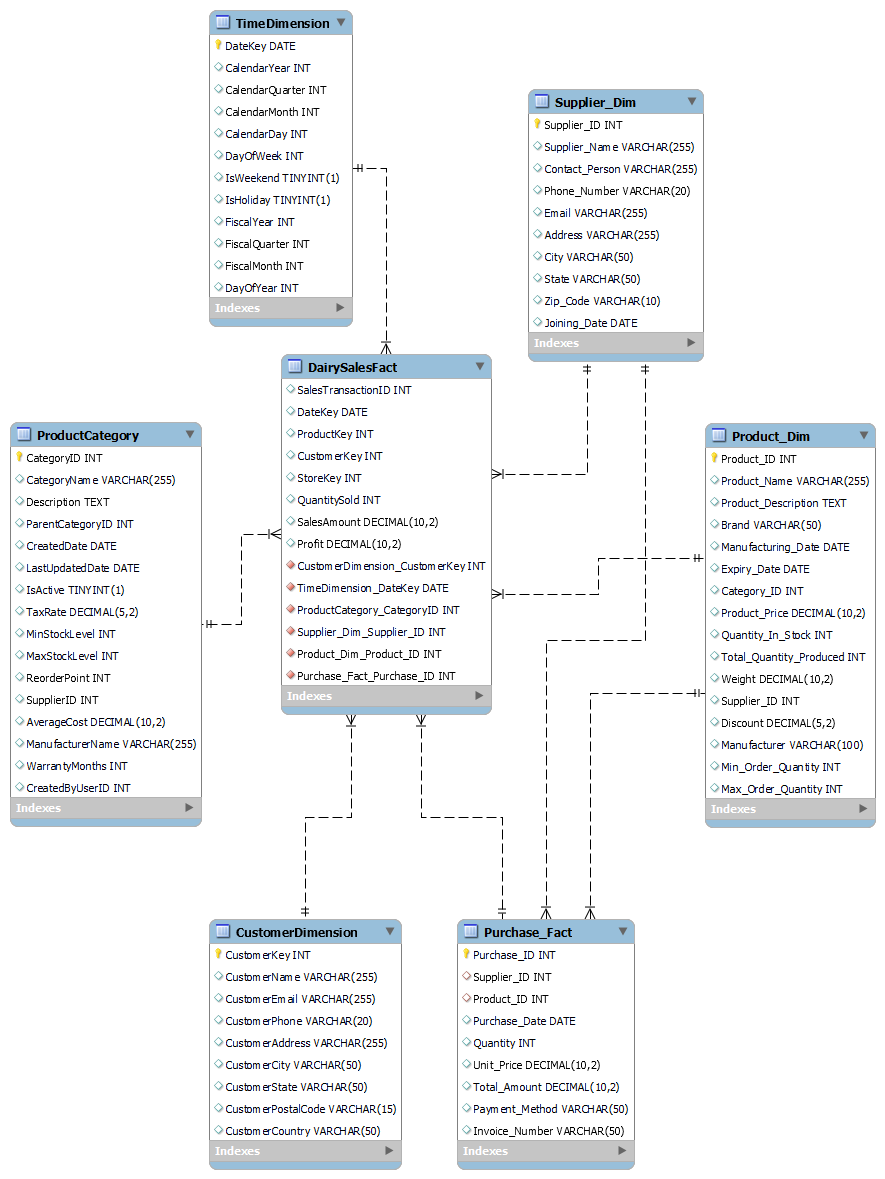 TimeDimension
DateKey DATE
CalendarYear INT
CalendarQuarter INT
CalendarMonth INT
CalendarDay INT
DayOfWeek INT
IsWeekend TINYINT(1)
IsHoliday TINYINT(1)
FiscalYear INT
FiscalQuarter INT
FiscalMonth INT
DayOfYear INT
Indexes
Supplier_Dim
Supplier_ID INT
Supplier_Name VARCHAR(255)
Contact_Person VARCHAR(255)
Phone_Number VARCHAR(20)
Email VARCHAR(255)
Address VARCHAR(255)
City VARCHAR(50)
State VARCHAR(50)
Zip_Code VARCHAR(10)
Joining_Date DATE
Indexes
DairySalesFact
SalesTransactionID INT
DateKey DATE
ProductKey INT
CustomerKey INT
StoreKey INT
QuantitySold INT
SalesAmount DECIMAL(10,2)
Profit DECIMAL(10,2)
CustomerDimension_CustomerKey INT
TimeDimension_DateKey DATE
ProductCategory_CategoryID INT
Supplier_Dim_Supplier_ID INT
Product_Dim_Product_ID INT
Purchase_Fact_Purchase_ID INT
Indexes
ProductCategory
CategoryID INT
CategoryName VARCHAR(255)
Description TEXT
ParentCategoryID INT
CreatedDate DATE
LastUpdatedDate DATE
IsActive TINYINT(1)
TaxRate DECIMAL(5,2)
MinStockLevel INT
MaxStockLevel INT
ReorderPoint INT
SupplierID INT
AverageCost DECIMAL(10,2)
ManufacturerName VARCHAR(255)
WarrantyMonths INT
CreatedByUserID INT
Indexes
Product_Dim
Product_ID INT
Product_Name VARCHAR(255)
Product_Description TEXT
Brand VARCHAR(50)
Manufacturing_Date DATE
Expiry_Date DATE
Category_ID INT
Product_Price DECIMAL(10,2)
Quantity_In_Stock INT
Total_Quantity_Produced INT
Weight DECIMAL(10,2)
Supplier_ID INT
Discount DECIMAL(5,2)
Manufacturer VARCHAR(100)
Min_Order_Quantity INT
Max_Order_Quantity INT
Indexes
CustomerDimension
CustomerKey INT
CustomerName VARCHAR(255)
CustomerEmail VARCHAR(255)
CustomerPhone VARCHAR(20)
CustomerAddress VARCHAR(255)
CustomerCity VARCHAR(50)
CustomerState VARCHAR(50)
CustomerPostalCode VARCHAR(15)
CustomerCountry VARCHAR(50)
Indexes
Purchase_Fact
Purchase_ID INT
Supplier_ID INT
Product_ID INT
Purchase_Date DATE
Quantity INT
Unit_Price DECIMAL(10,2)
Total_Amount DECIMAL(10,2)
Payment_Method VARCHAR(50)
Invoice_Number VARCHAR(50)
Indexes